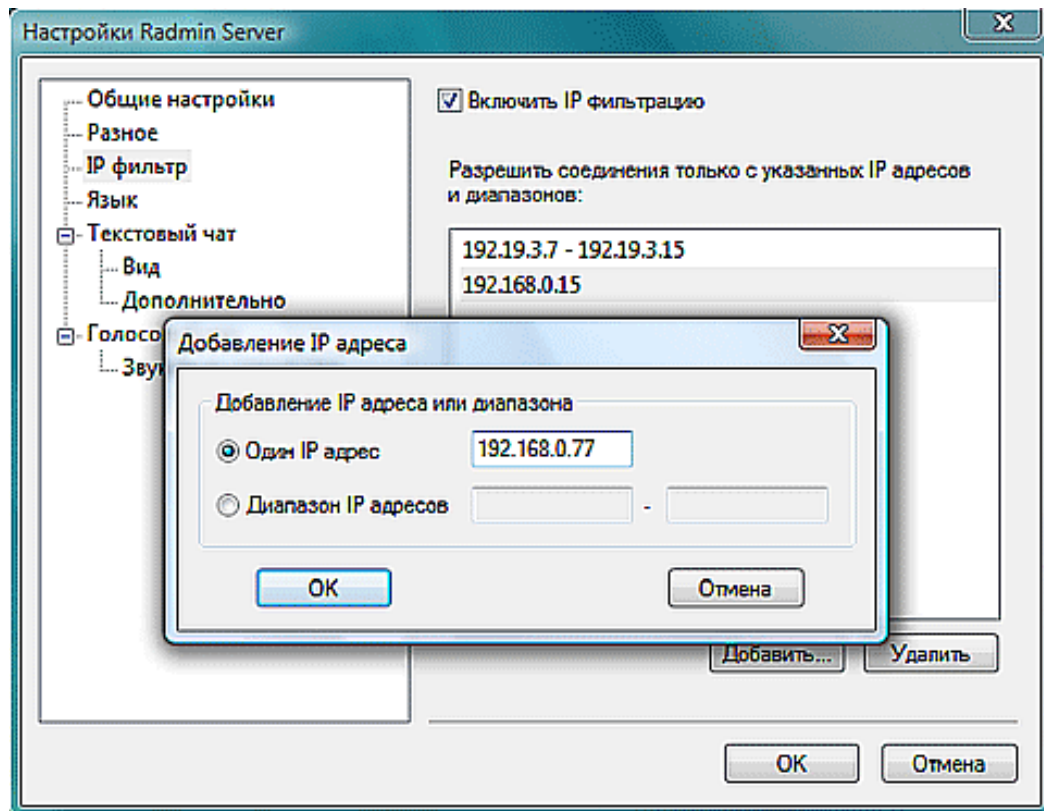 Настройки Radmin Server
Общие настройки
Разное
IP фильтр
Язык
Текстовый чат
Вид
Дополнительно
Включить IP фильтрацию
Разрешить соединения только с указанных IP адресов
и диапазонов:
192.19.3.7 - 192.19.3.15
192.168.0.15
Добавление IP адреса
Добавление IP адреса или диапазона
Один IP адрес 192.168.0.77
Диапазон IP адресов -
OK Отмена
Добавить... Удалить
OK Отмена